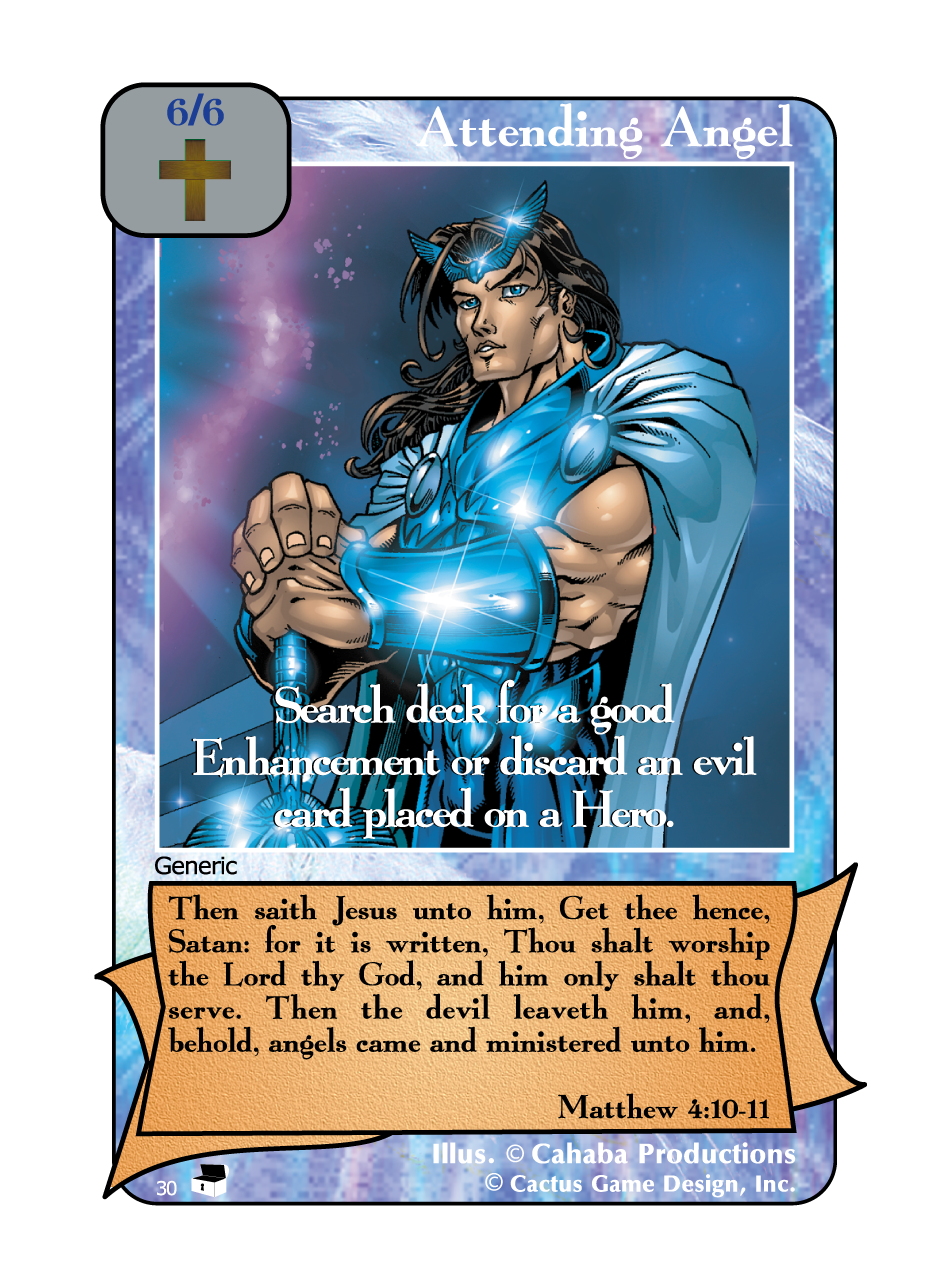 6/6
Attending Angel
Search deck for a good
Enhancement or discard an evil
card placed on a Hero.
Generic
Then saith Jesus unto him, Get thee hence,
Satan: for it is written, Thou shalt worship
the Lord thy God, and him only shalt thou
serve. Then the devil leaveth him, and,
behold, angels came and ministered unto him.
Matthew 4:10-11
Illus. © Cahaba Productions
30
© Cactus Game Design, Inc.